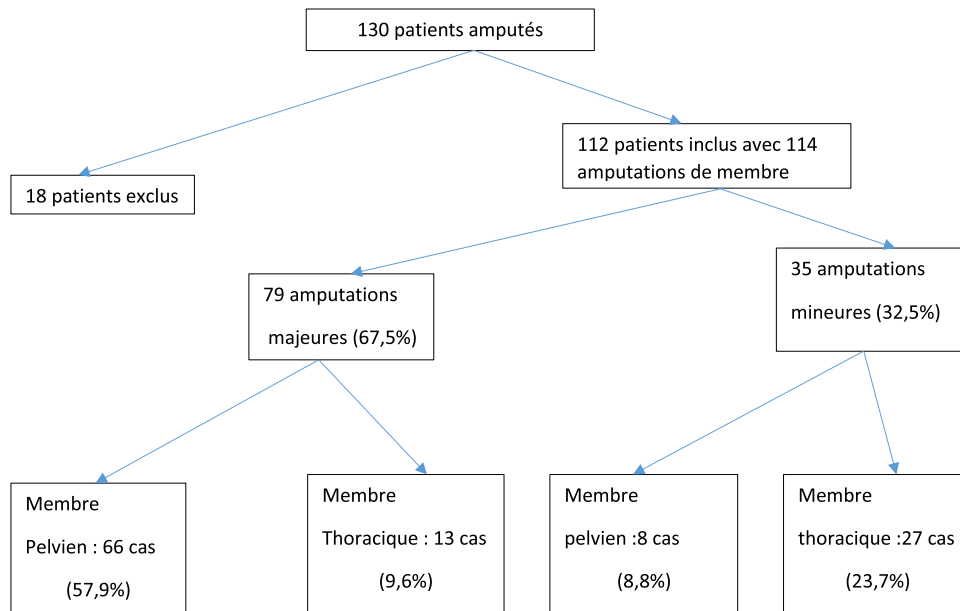 130 patients amputés
112 patients inclus avec 114
amputations de membre
18 patients exclus
79 amputations
majeures (67,5%)
35 amputations
mineures (32,5%)
Membre
Pelvien : 66 cas
(57,9%)
Membre
Thoracique : 13 cas
(9,6%)
Membre
pelvien :8 cas
(8,8%)
Membre
thoracique :27 cas
(23,7%)